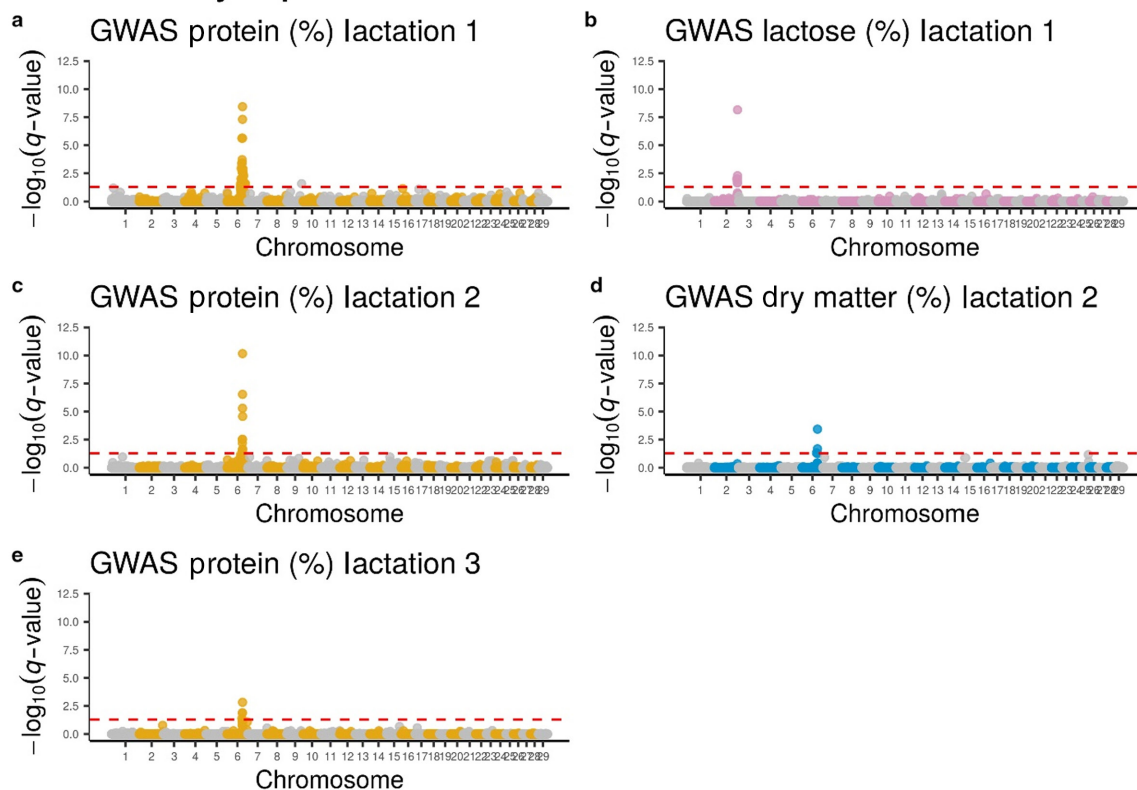 a
GWAS protein (%) lactation 1
−log10(q−value)
12.5
10.0
7.5
5.0
2.5
0.0
1 2 3 4 5 6 7 8 9 10 11 12 13 14 15 16 17 18 19 20 21 22 23 24 25 26 27 28 29
Chromosome
b
GWAS lactose (%) lactation 1
−log10(q−value)
12.5
10.0
7.5
5.0
2.5
0.0
1 2 3 4 5 6 7 8 9 10 11 12 13 14 15 16 17 18 19 20 21 22 23 24 25 26 27 28 29
Chromosome
c
GWAS protein (%) lactation 2
−log10(q−value)
12.5
10.0
7.5
5.0
2.5
0.0
1 2 3 4 5 6 7 8 9 10 11 12 13 14 15 16 17 18 19 20 21 22 23 24 25 26 27 28 29
Chromosome
d
GWAS dry matter (%) lactation 2
−log10(q−value)
12.5
10.0
7.5
5.0
2.5
0.0
1 2 3 4 5 6 7 8 9 10 11 12 13 14 15 16 17 18 19 20 21 22 23 24 25 26 27 28 29
Chromosome
e
GWAS protein (%) lactation 3
−log10(q−value)
12.5
10.0
7.5
5.0
2.5
0.0
1 2 3 4 5 6 7 8 9 10 11 12 13 14 15 16 17 18 19 20 21 22 23 24 25 26 27 28 29
Chromosome